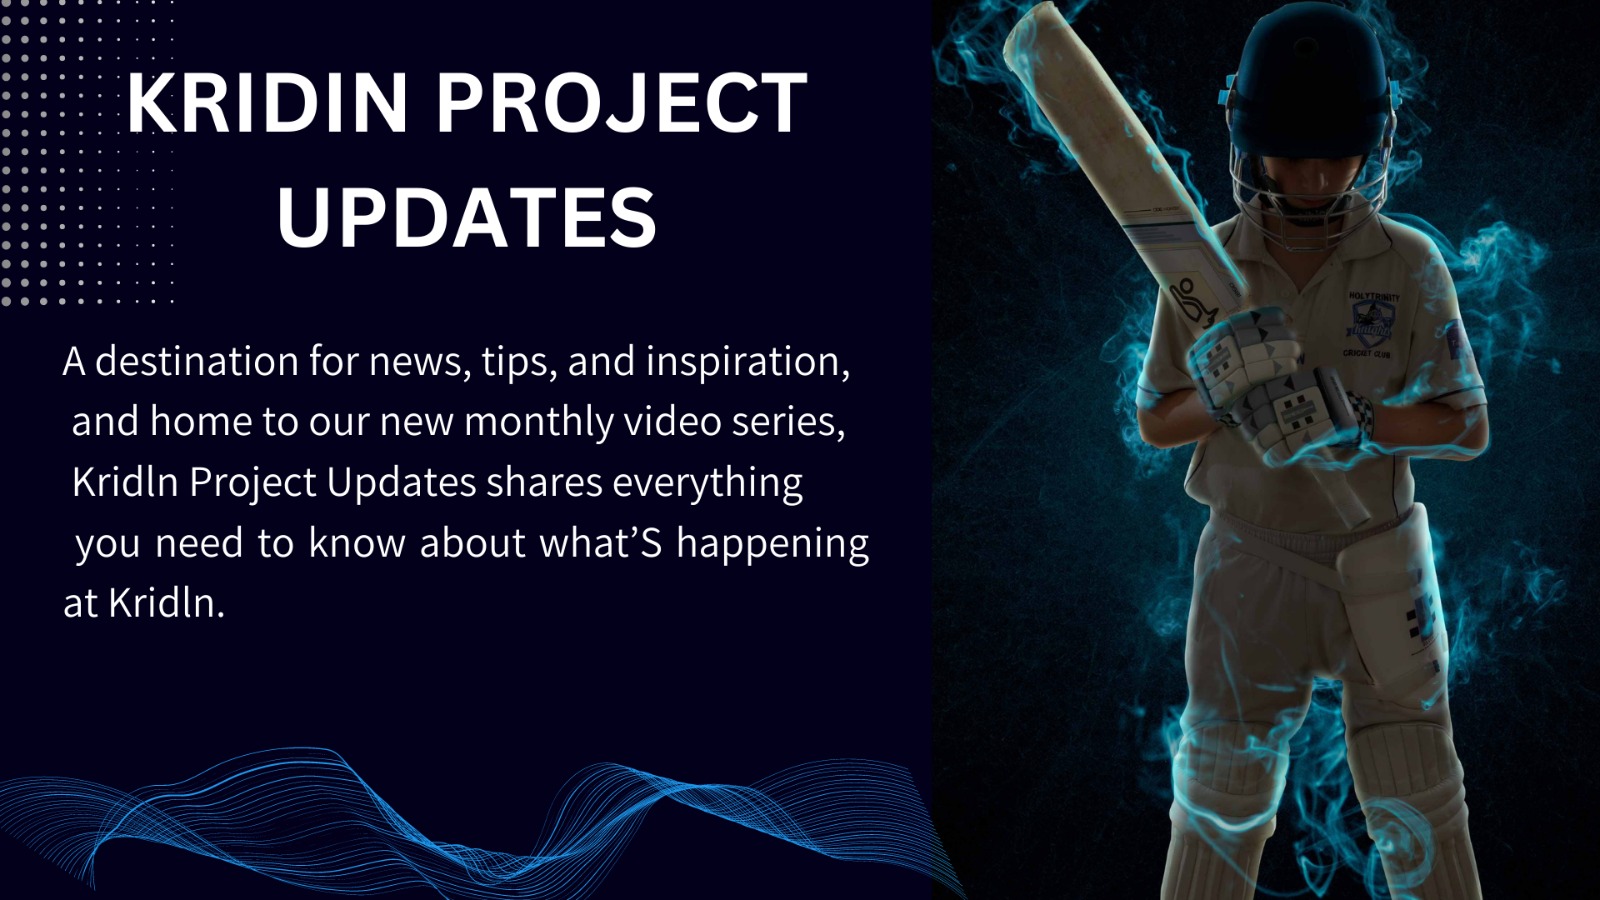 KRIDIN PROJECT
UPDATES
A destination for news, tips, and inspiration,
and home to our new monthly video series,
Kridln Project Updates shares everything
you need to know about what’S happening
at Kridln.
HOLYTRINITY
Knights
CRICKET CLUB